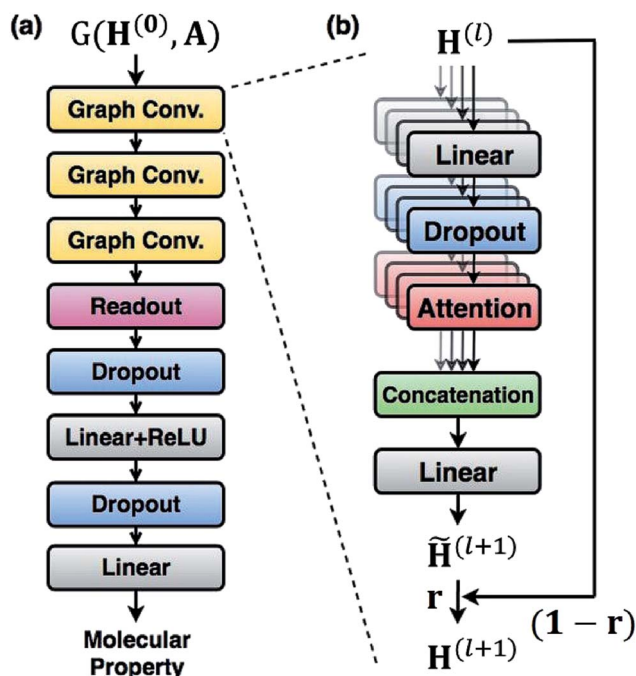 (a)
G(H^(0), A)
Graph Conv.
Graph Conv.
Graph Conv.
Readout
Dropout
Linear+ReLU
Dropout
Linear
Molecular
Property
(b)
H^(l)
Linear
Dropout
Attention
Concatenation
Linear
H̃^(l+1)
r
(1 − r)
H^(l+1)